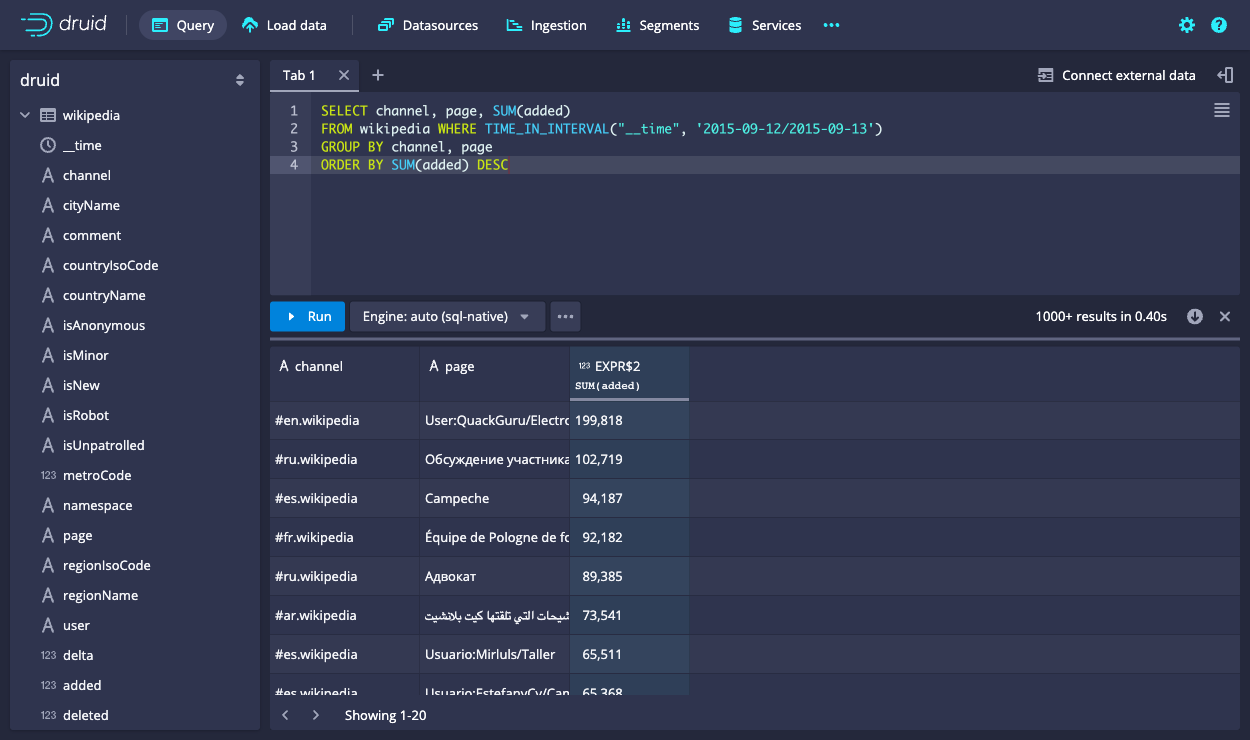 druid
Query
Load data
Datasources
Ingestion
Segments
Services
druid
wikipedia
__time
channel
cityName
comment
countryIsoCode
countryName
isAnonymous
isMinor
isNew
isRobot
isUnpatrolled
123 metroCode
namespace
page
regionIsoCode
regionName
user
123 delta
123 added
123 deleted
Tab 1
Connect external data
1 SELECT channel, page, SUM(added)
2 FROM wikipedia WHERE TIME_IN_INTERVAL("__time", '2015-09-12/2015-09-13')
3 GROUP BY channel, page
4 ORDER BY SUM(added) DESC
Run
Engine: auto (sql-native)
1000+ results in 0.40s
A channel A page 123 EXPR$2
SUM(added)
#en.wikipedia User:QuackGuru/Electro 199,818
#ru.wikipedia Обсуждение участника 102,719
#es.wikipedia Campeche 94,187
#fr.wikipedia Équipe de Pologne de fo 92,182
#ru.wikipedia Адвокат 89,385
#ar.wikipedia التي تلقتها كيت بلانشيت 73,541
#es.wikipedia Usuario:Mirluls/Taller 65,511
#es.wikipedia Usuario:EstefanyCy/Can 65,368
Showing 1-20